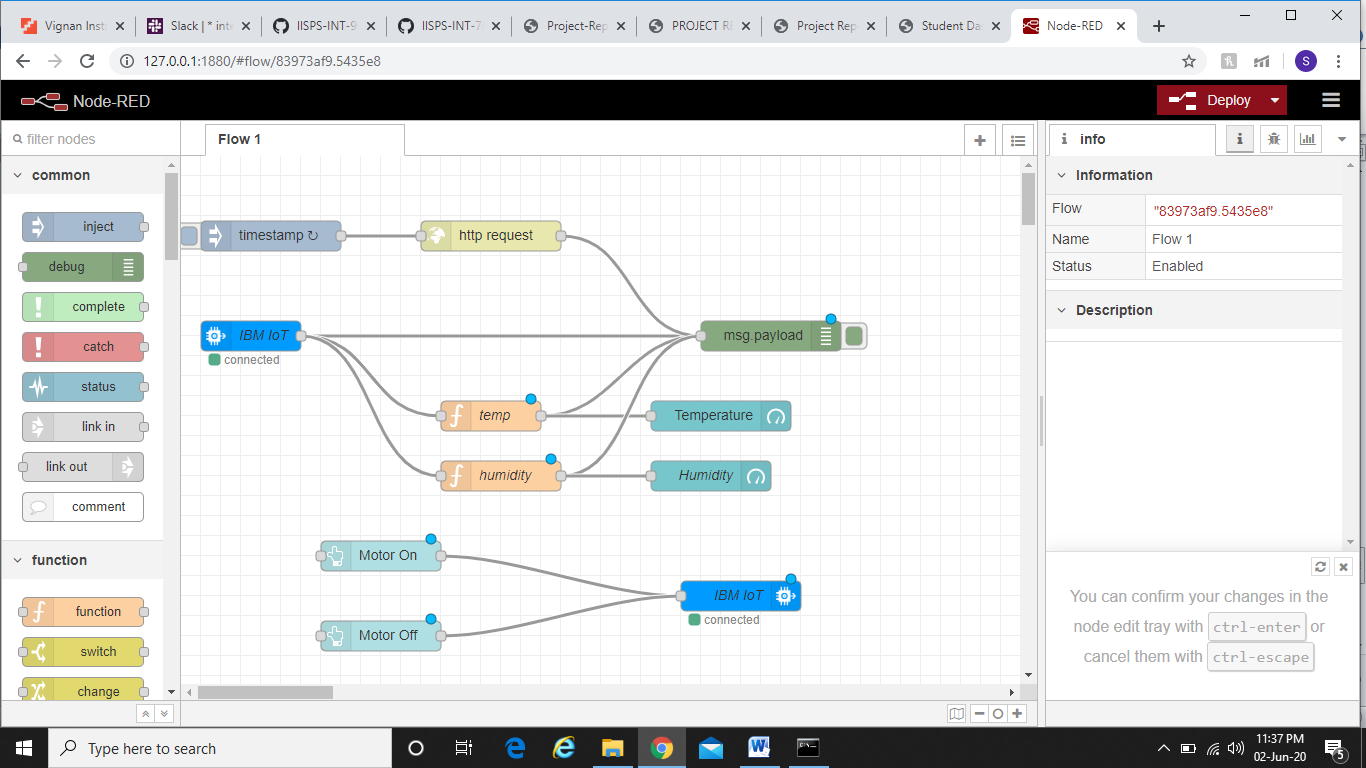 Vignan Inst
Slack | * inte
IISPS-INT-9
IISPS-INT-7
Project-Rep
PROJECT RE
Project Repo
Student Da
Node-RED
127.0.0.1:1880/#flow/83973af9.5435e8
S
Node-RED
Deploy
filter nodes
Flow 1
i info
i
common
inject
debug
complete
catch
status
link in
link out
comment
function
function
switch
change
timestamp ↻
http request
IBM IoT
connected
msg.payload
temp
Temperature
humidity
Humidity
Motor On
Motor Off
IBM IoT
connected
Information
Flow "83973af9.5435e8"
Name Flow 1
Status Enabled
Description
You can confirm your changes in the
node edit tray with ctrl-enter or
cancel them with ctrl-escape
Type here to search
11:37 PM
02-Jun-20
5